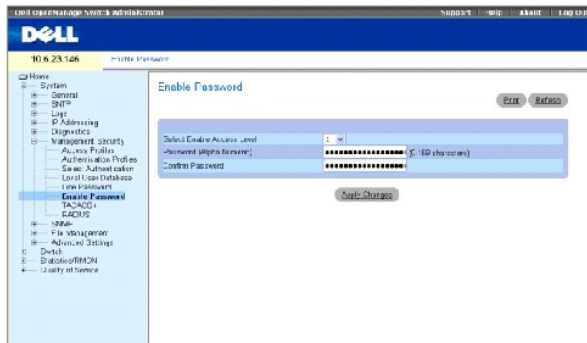 Dell OpenManage Switch Administrator
Support Help About Log Out
DELL
10.6.23.146
Enable Password
Home
System
General
SNTP
Logs
IP Addressing
Diagnostics
Management Security
Access Profiles
Authentication Profiles
Select Authentication
Local User Database
Line Password
Enable Password
TACACS+
RADIUS
SNMP
File Management
Advanced Settings
Switch
Statistics/RMON
Quality of Service
Enable Password
Print Refresh
Select Enable Access Level 1
Password (Alpha Numeric) (0-159 characters)
Confirm Password
Apply Changes